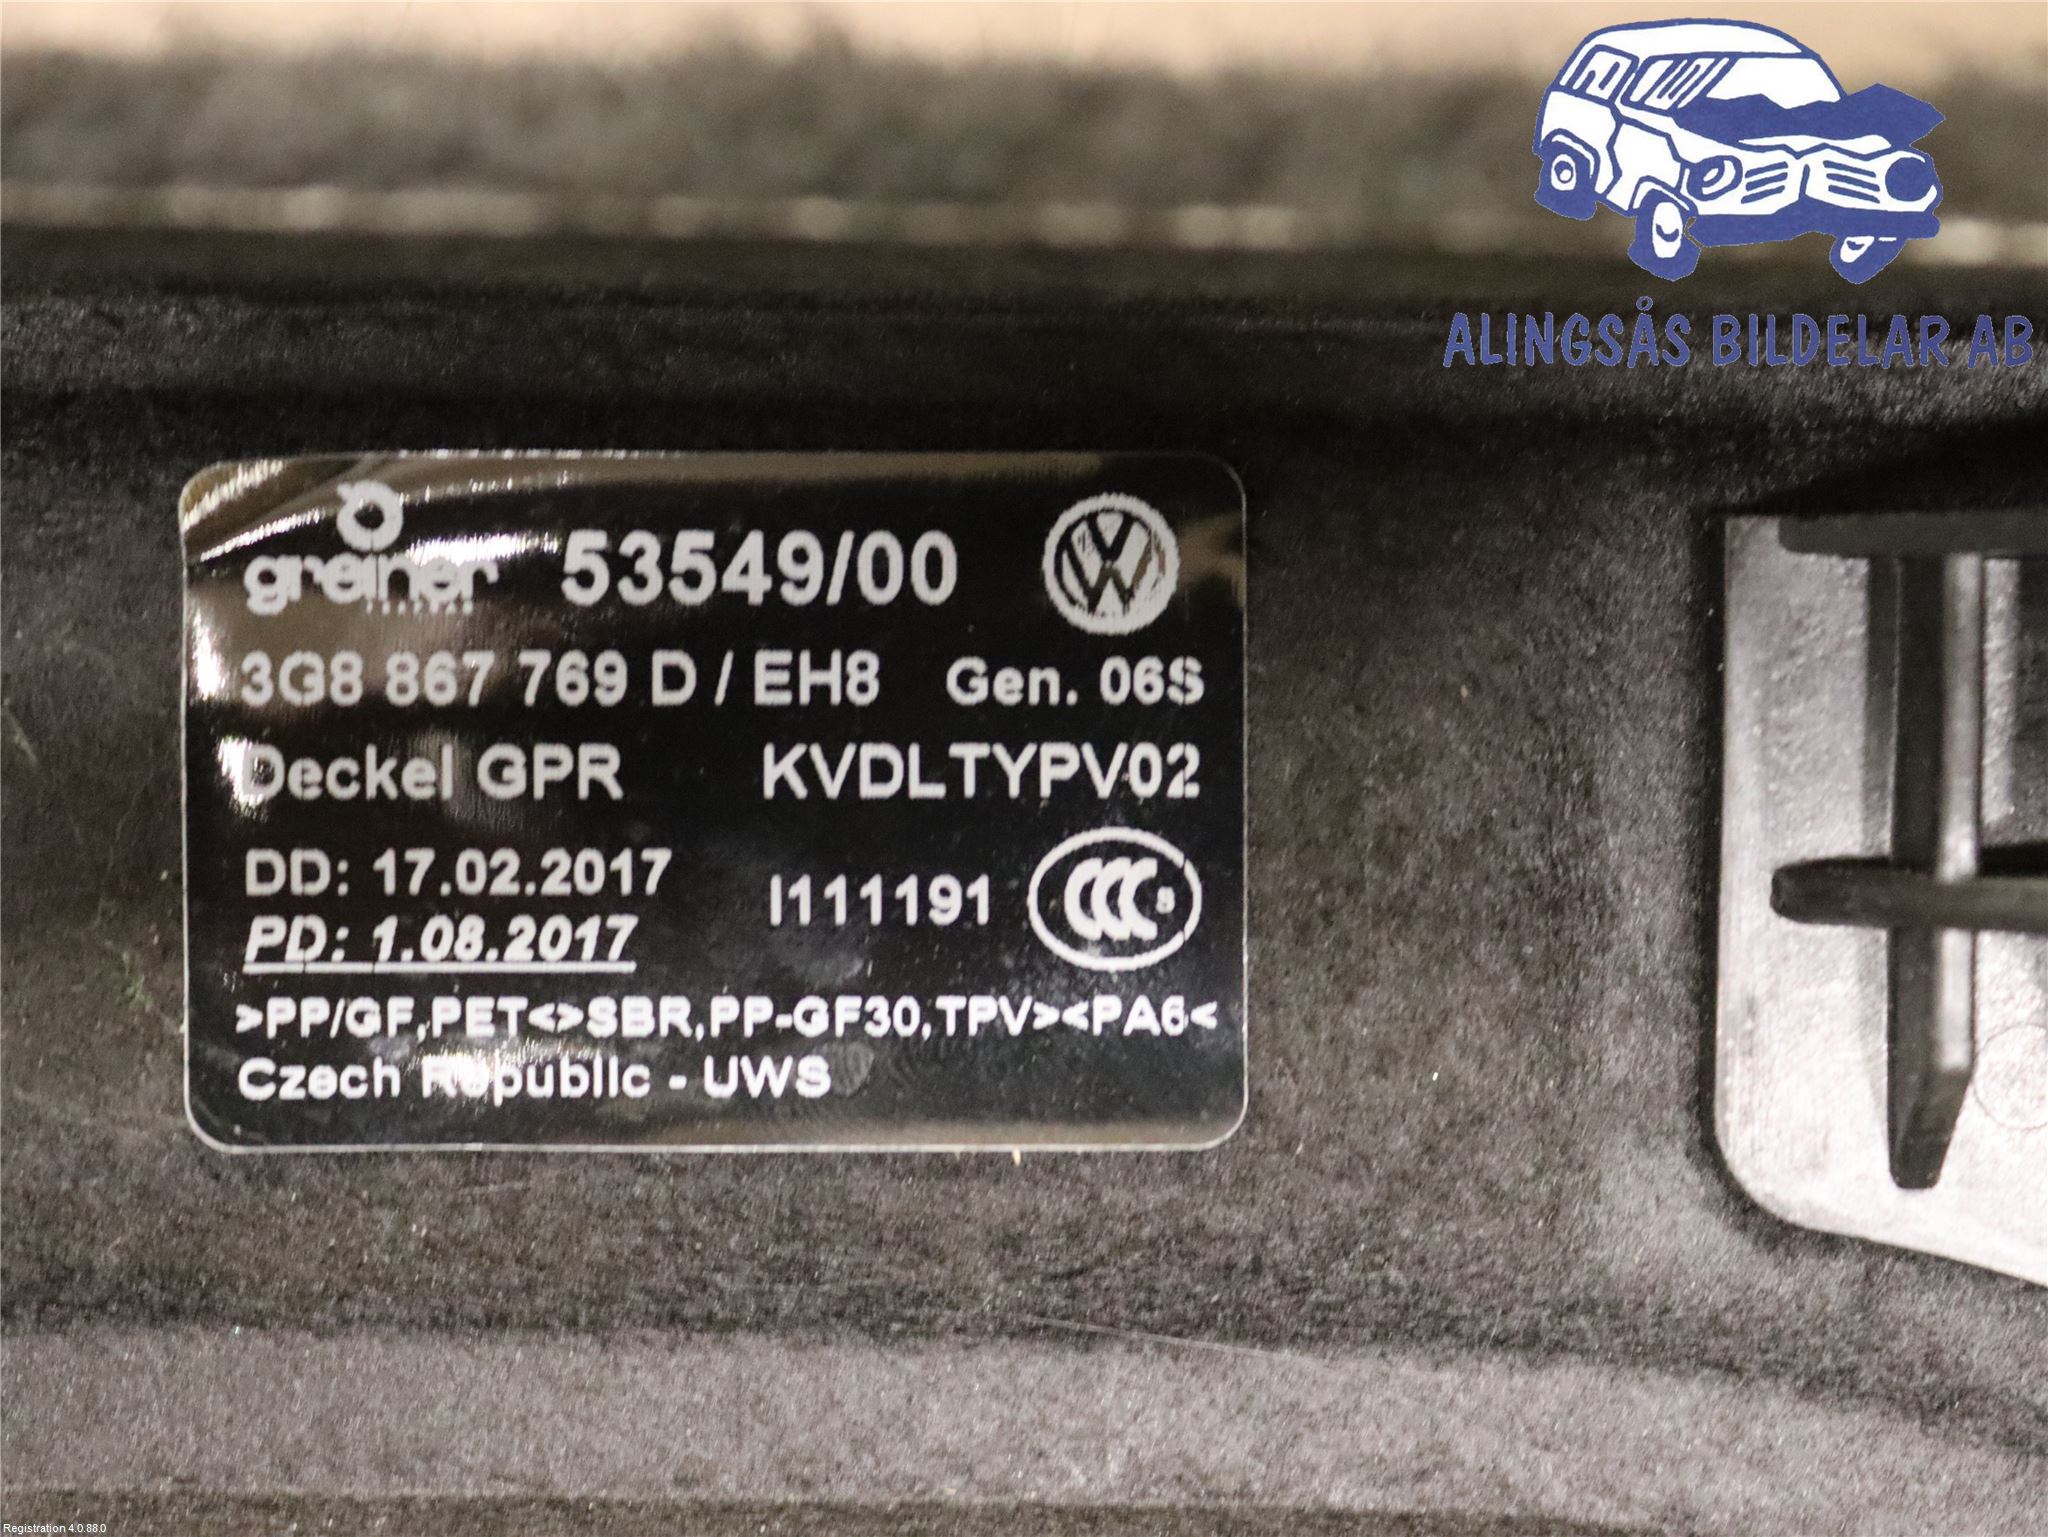 ALINGSÅS BILDELAR AB
greiner 53549/00
3G8 867 769 D / EH8 Gen. 06S
Deckel GPR KVDLTYPV02
DD: 17.02.2017
I111191 CCC S
PD: 1.08.2017
>PP/GF,PET<>SBR,PP-GF30,TPV><PA6<
Czech Republic - UWS
Registration 4.0.88.0